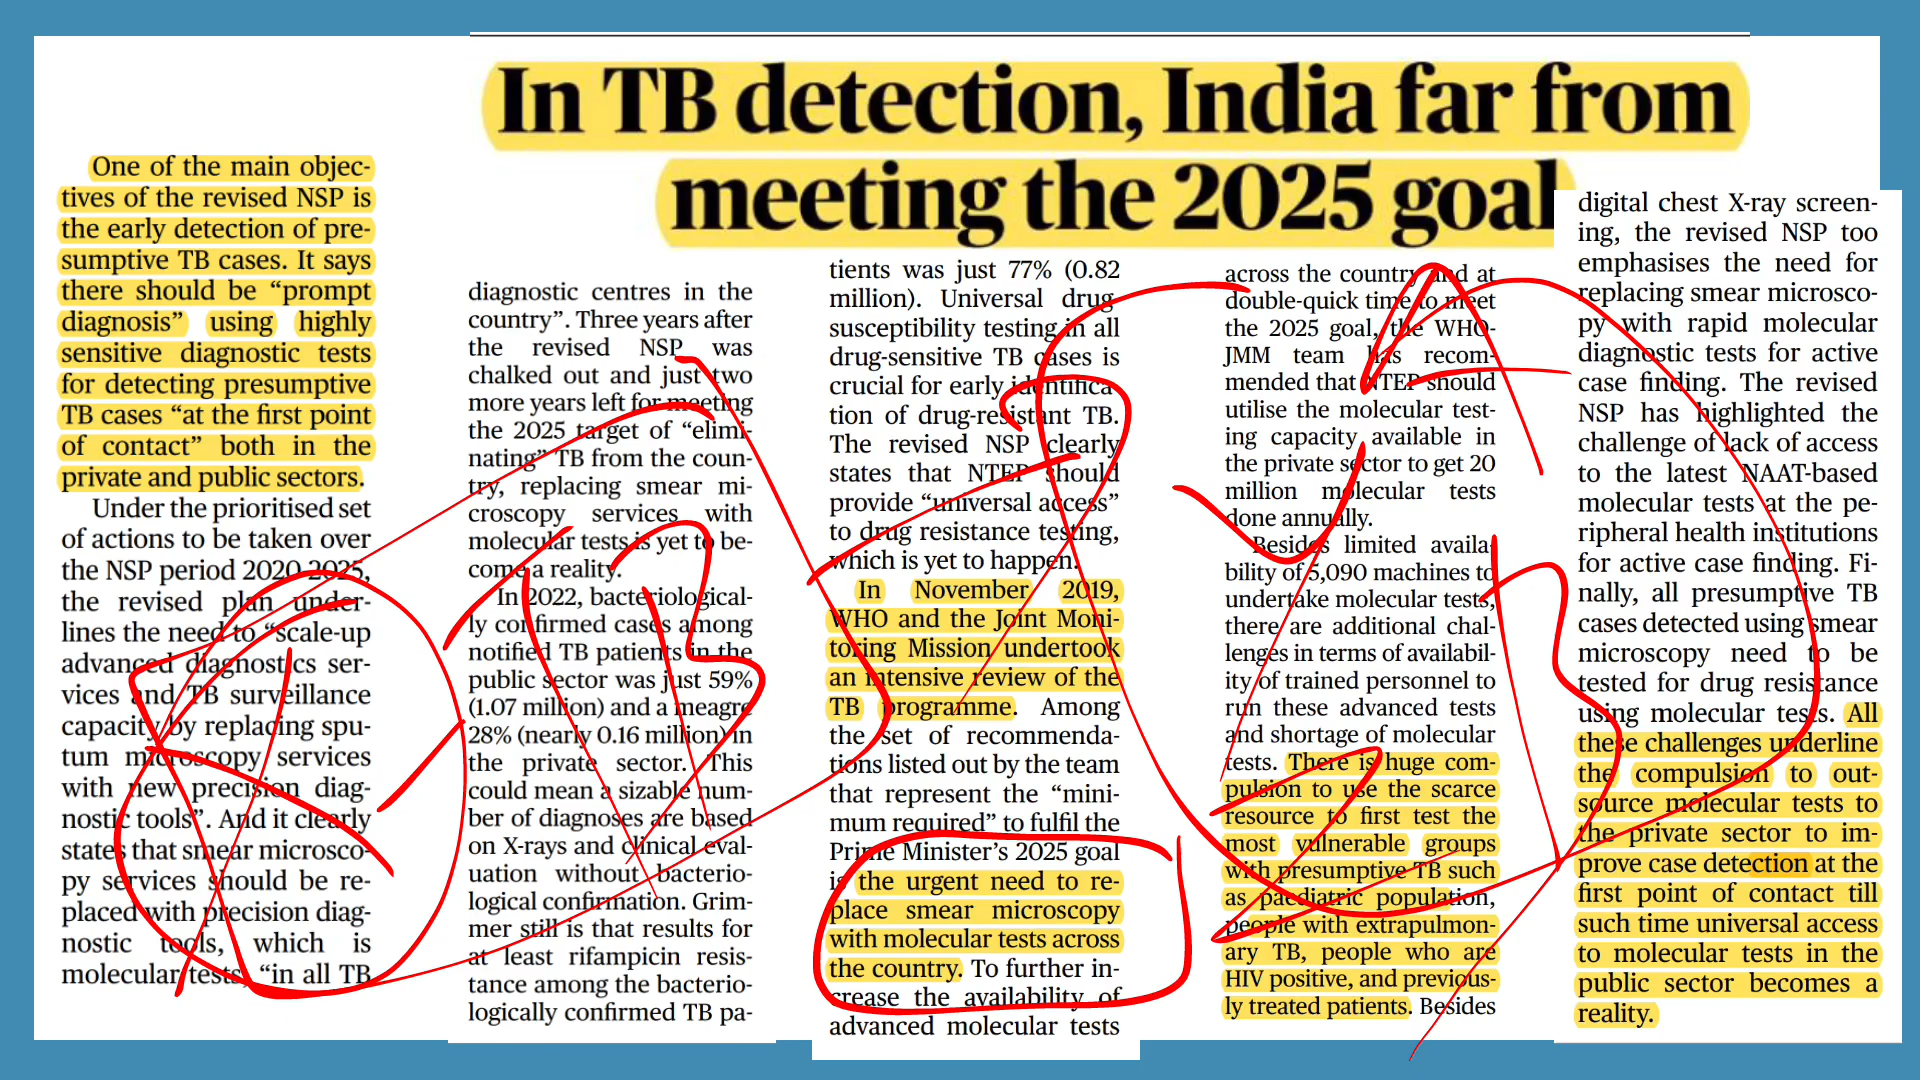 In TB detection, India far from
meeting the 2025 goal
One of the main objec-
tives of the revised NSP is
the early detection of pre-
sumptive TB cases. It says
there should be “prompt
diagnosis” using highly
sensitive diagnostic tests
for detecting presumptive
TB cases “at the first point
of contact” both in the
private and public sectors.
Under the prioritised set
of actions to be taken over
the NSP period 2020-2025,
the revised plan under-
lines the need to “scale-up
advanced diagnostics ser-
vices and TB surveillance
capacity by replacing spu-
tum microscopy services
with new precision diag-
nostic tools”. And it clearly
states that smear microsco-
py services should be re-
placed with precision diag-
nostic tools, which is
molecular tests, “in all TB
diagnostic centres in the
country”. Three years after
the revised NSP was
chalked out and just two
more years left for meeting
the 2025 target of “elimi-
nating” TB from the coun-
try, replacing smear mi-
croscopy services with
molecular tests is yet to be-
come a reality.
In 2022, bacteriological-
ly confirmed cases among
notified TB patients in the
public sector was just 59%
(1.07 million) and a meagre
28% (nearly 0.16 million) in
the private sector. This
could mean a sizable num-
ber of diagnoses are based
on X-rays and clinical eval-
uation without bacterio-
logical confirmation. Grim-
mer still is that results for
at least rifampicin resis-
tance among the bacterio-
logically confirmed TB pa-
tients was just 77% (0.82
million). Universal drug-
susceptibility testing in all
drug-sensitive TB cases is
crucial for early identifica-
tion of drug-resistant TB.
The revised NSP clearly
states that NTEP should
provide “universal access”
to drug resistance testing,
which is yet to happen.
In November 2019,
WHO and the Joint Moni-
toring Mission undertook
an intensive review of the
TB programme. Among
the set of recommenda-
tions listed out by the team
that represent the “mini-
mum required” to fulfil the
Prime Minister’s 2025 goal
is the urgent need to re-
place smear microscopy
with molecular tests across
the country. To further in-
crease the availability of
advanced molecular tests
across the country and at
double-quick time to meet
the 2025 goal, the WHO-
JMM team has recom-
mended that NTEP should
utilise the molecular test-
ing capacity available in
the private sector to get 20
million molecular tests
done annually.
Besides limited availa-
bility of 5,090 machines to
undertake molecular tests,
there are additional chal-
lenges in terms of availabil-
ity of trained personnel to
run these advanced tests
and shortage of molecular
tests. There is huge com-
pulsion to use the scarce
resource to first test the
most vulnerable groups
with presumptive TB such
as paediatric population,
people with extrapulmon-
ary TB, people who are
HIV positive, and previous-
ly treated patients. Besides
digital chest X-ray screen-
ing, the revised NSP too
emphasises the need for
replacing smear microsco-
py with rapid molecular
diagnostic tests for active
case finding. The revised
NSP has highlighted the
challenge of lack of access
to the latest NAAT-based
molecular tests at the pe-
ripheral health institutions
for active case finding. Fi-
nally, all presumptive TB
cases detected using smear
microscopy need to be
tested for drug resistance
using molecular tests. All
these challenges underline
the compulsion to out-
source molecular tests to
the private sector to im-
prove case detection at the
first point of contact till
such time universal access
to molecular tests in the
public sector becomes a
reality.